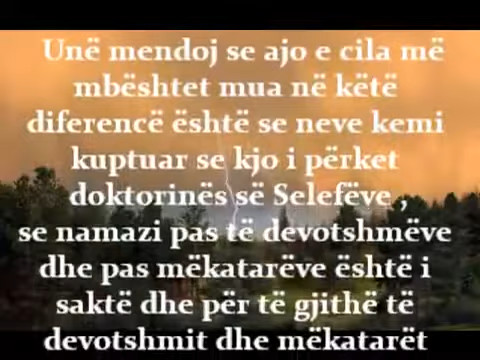 Unë mendoj se ajo e cila më
mbështet mua në këtë
diferencë është se neve kemi
kuptuar se kjo i përket
doktorinës së Selefëve ,
se namazi pas të devotshmëve
dhe pas mëkatarëve është i
saktë dhe për të gjithë të
devotshmit dhe mëkatarët